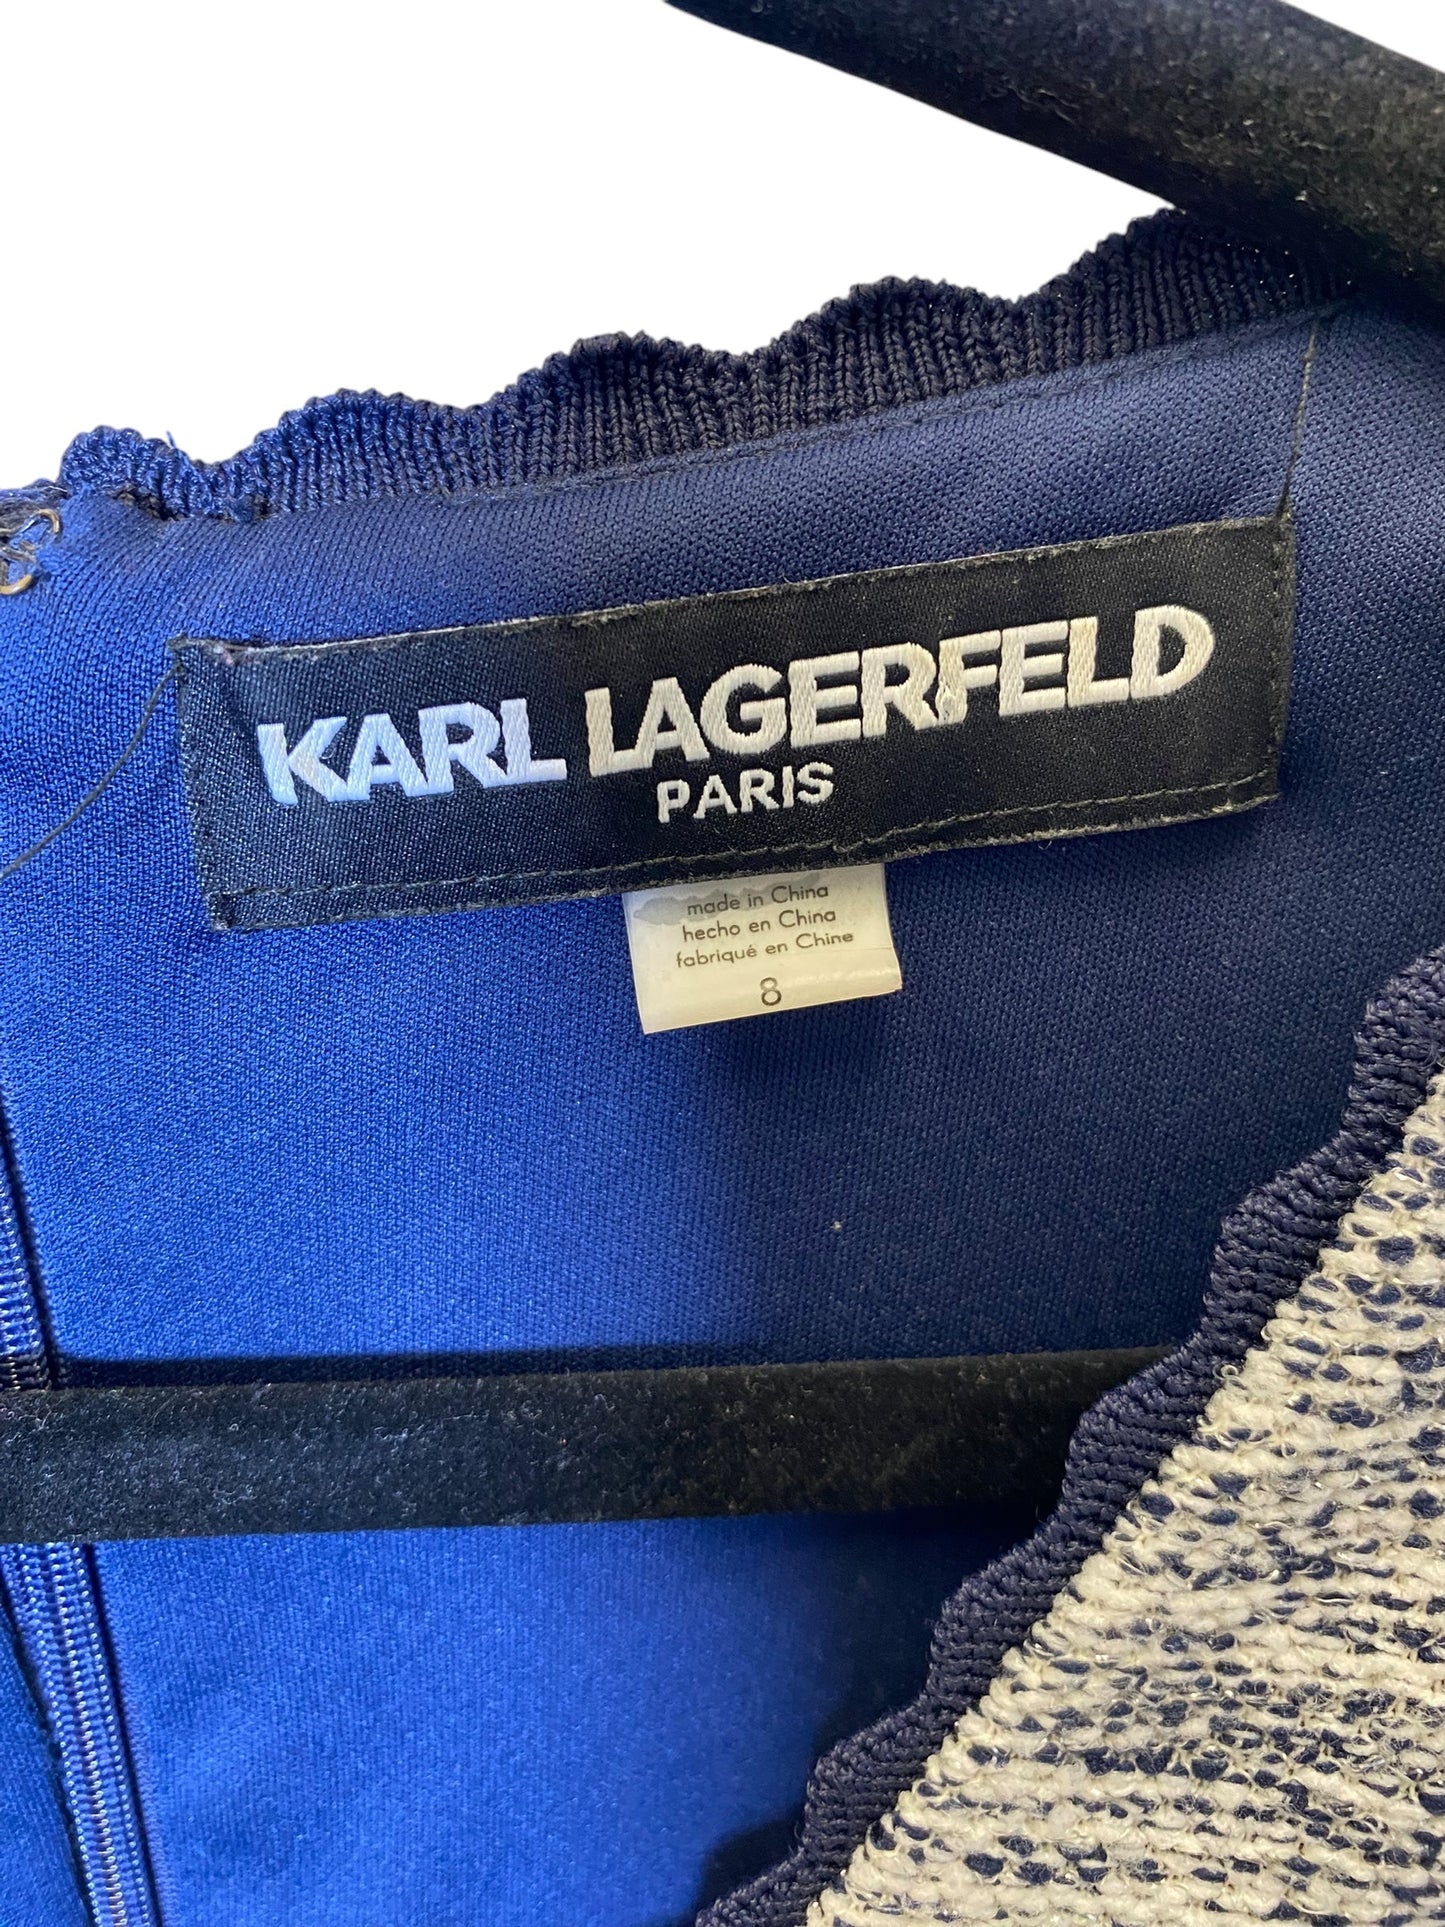 KARL LAGERFELD
PARIS
made in China
hecho en China
fabriqué en Chine
8